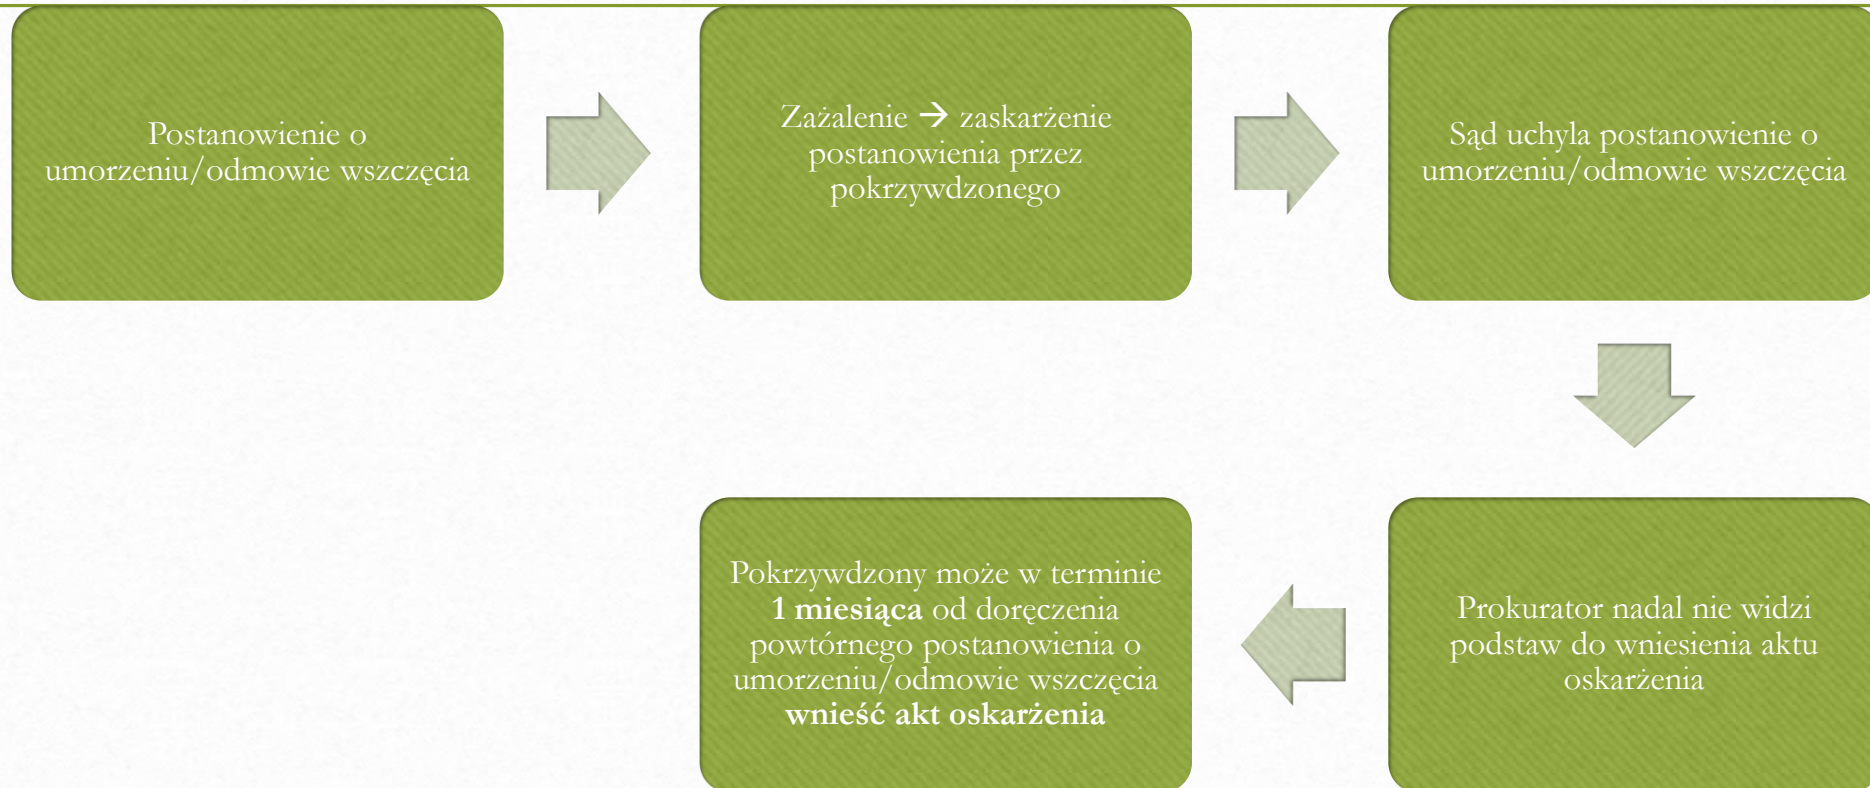 Postanowienie o
umorzeniu/odmowie wszczęcia
Zażalenie → zaskarżenie
postanowienia przez
pokrzywdzonego
Sąd uchyla postanowienie o
umorzeniu/odmowie wszczęcia
Prokurator nadal nie widzi
podstaw do wniesienia aktu
oskarżenia
Pokrzywdzony może w terminie
1 miesiąca od doręczenia
powtórnego postanowienia o
umorzeniu/odmowie wszczęcia
wnieść akt oskarżenia